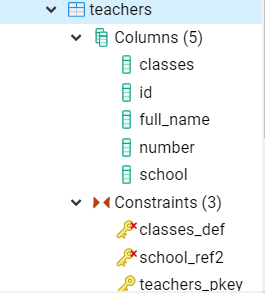 teachers
Columns (5)
classes
id
full_name
number
school
Constraints (3)
classes_def
school_ref2
teachers_pkey